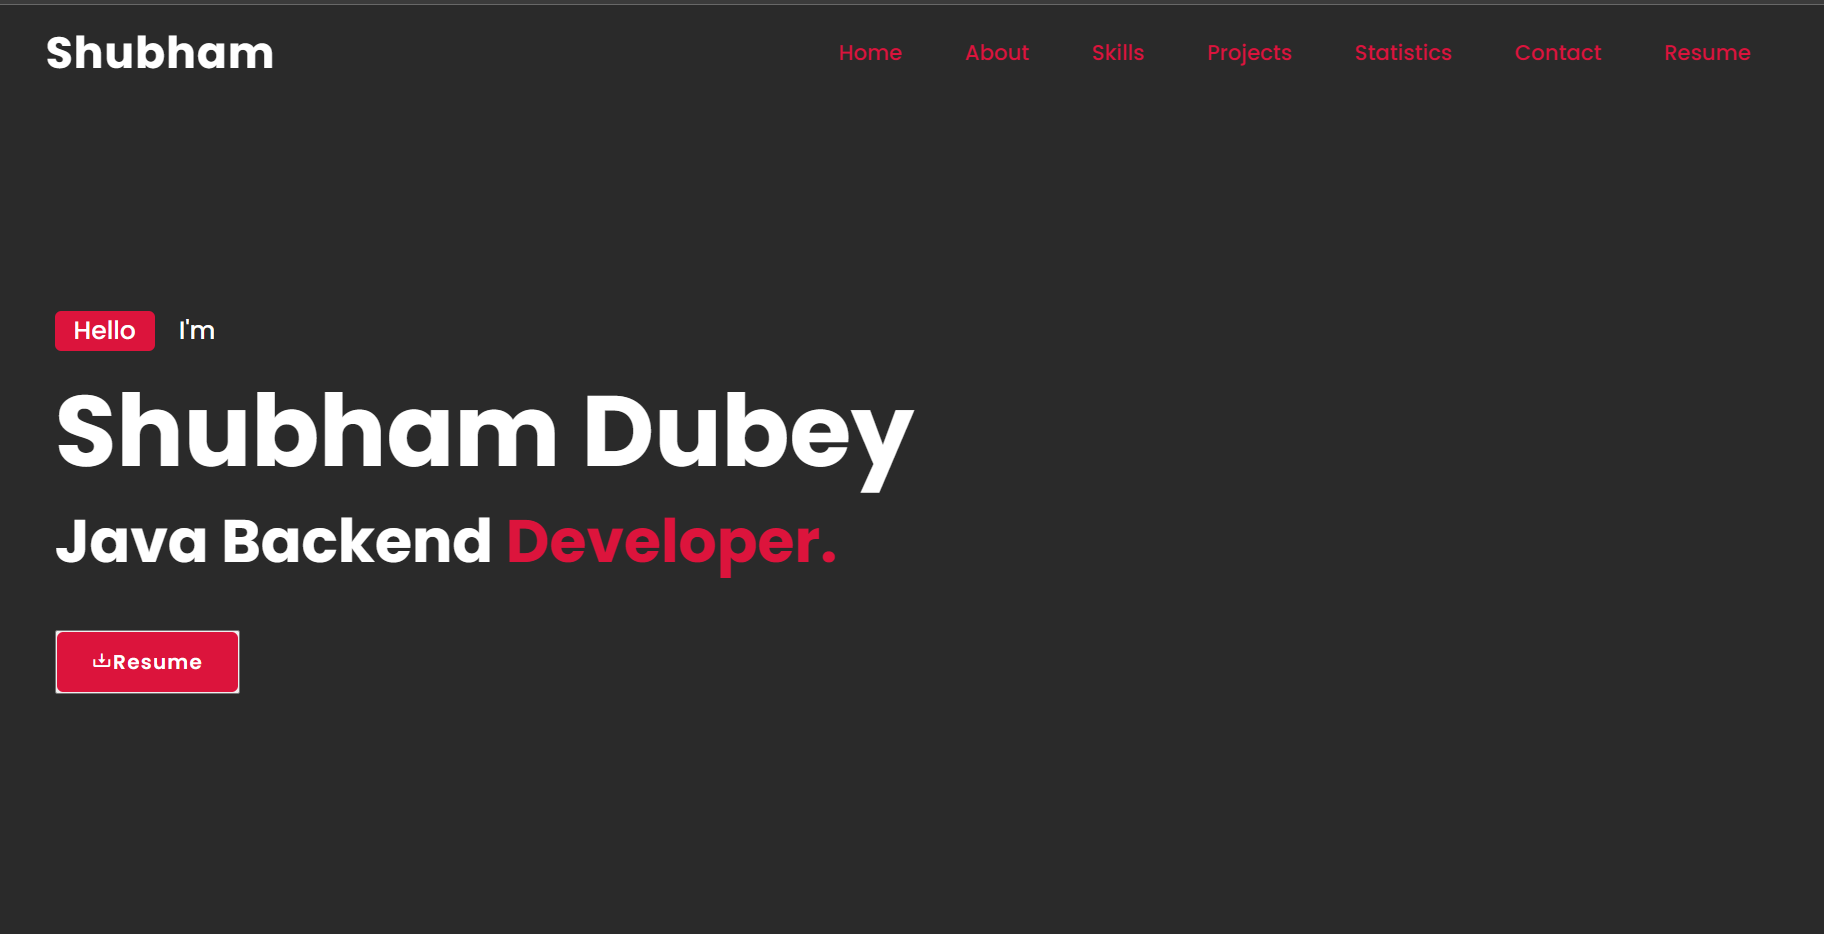 Shubham
Home About Skills Projects Statistics Contact Resume
Hello I'm
Shubham Dubey
Java Backend Developer.
Resume